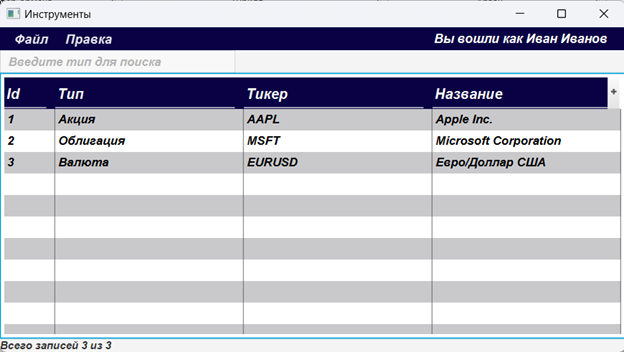 Инструменты
Файл Правка Вы вошли как Иван Иванов
Введите тип для поиска
Id Тип Тикер Название +
1 Акция AAPL Apple Inc.
2 Облигация MSFT Microsoft Corporation
3 Валюта EURUSD Евро/Доллар США
Всего записей 3 из 3